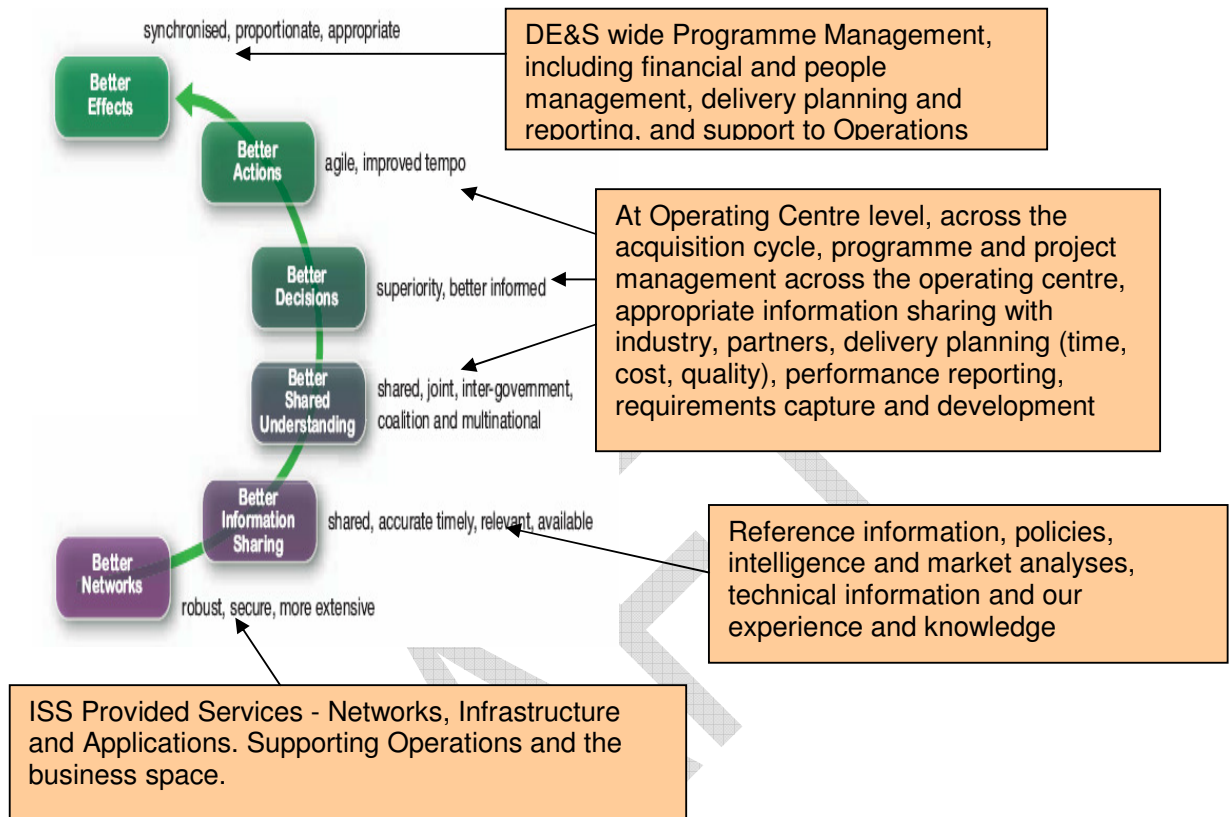 synchronised, proportionate, appropriate
DE&S wide Programme Management,
including financial and people
management, delivery planning and
reporting, and support to Operations
Better
Effects
Better
Actions
agile, improved tempo
At Operating Centre level, across the
acquisition cycle, programme and project
management across the operating centre,
appropriate information sharing with
industry, partners, delivery planning (time,
cost, quality), performance reporting,
requirements capture and development
Better
Decisions
superiority, better informed
Better
Shared
Understanding
shared, joint, inter-government,
coalition and multinational
Better
Information
Sharing
shared, accurate timely, relevant, available
Reference information, policies,
intelligence and market analyses,
technical information and our
experience and knowledge
Better
Networks
robust, secure, more extensive
ISS Provided Services - Networks, Infrastructure
and Applications. Supporting Operations and the
business space.